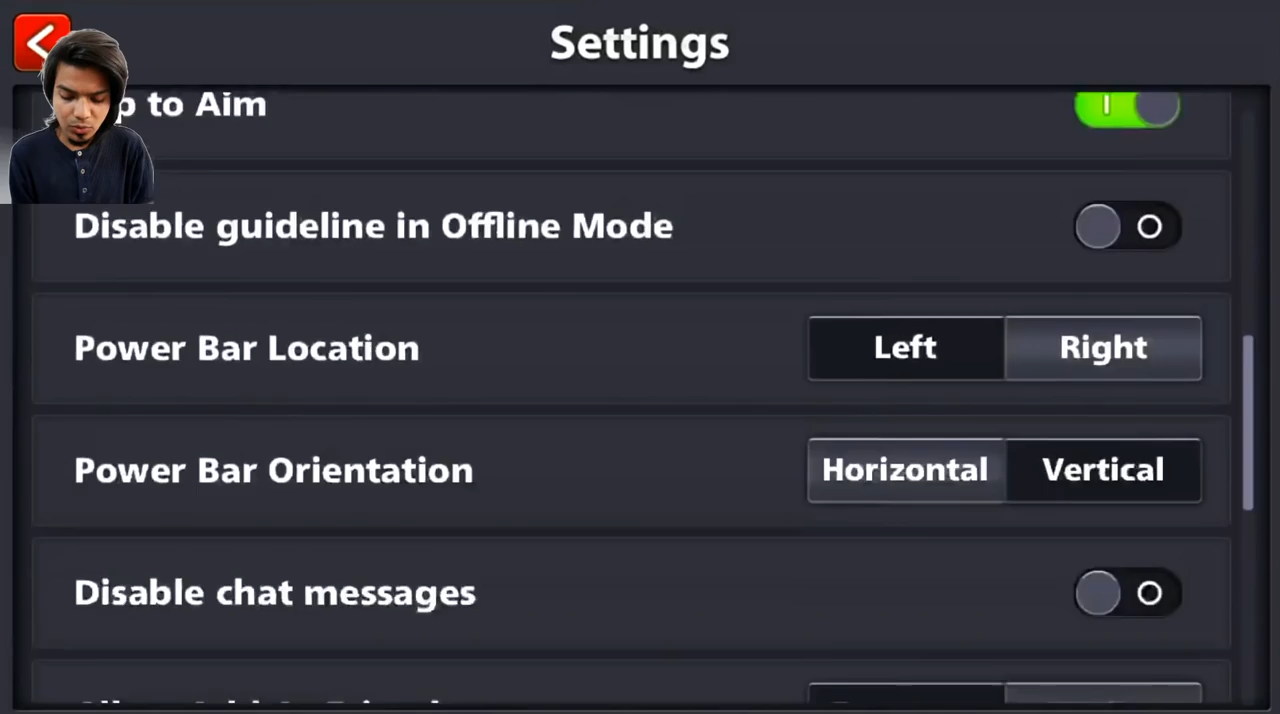 Settings
to Aim
Disable guideline in Offline Mode
Power Bar Location
Left
Right
Power Bar Orientation
Horizontal
Vertical
Disable chat messages